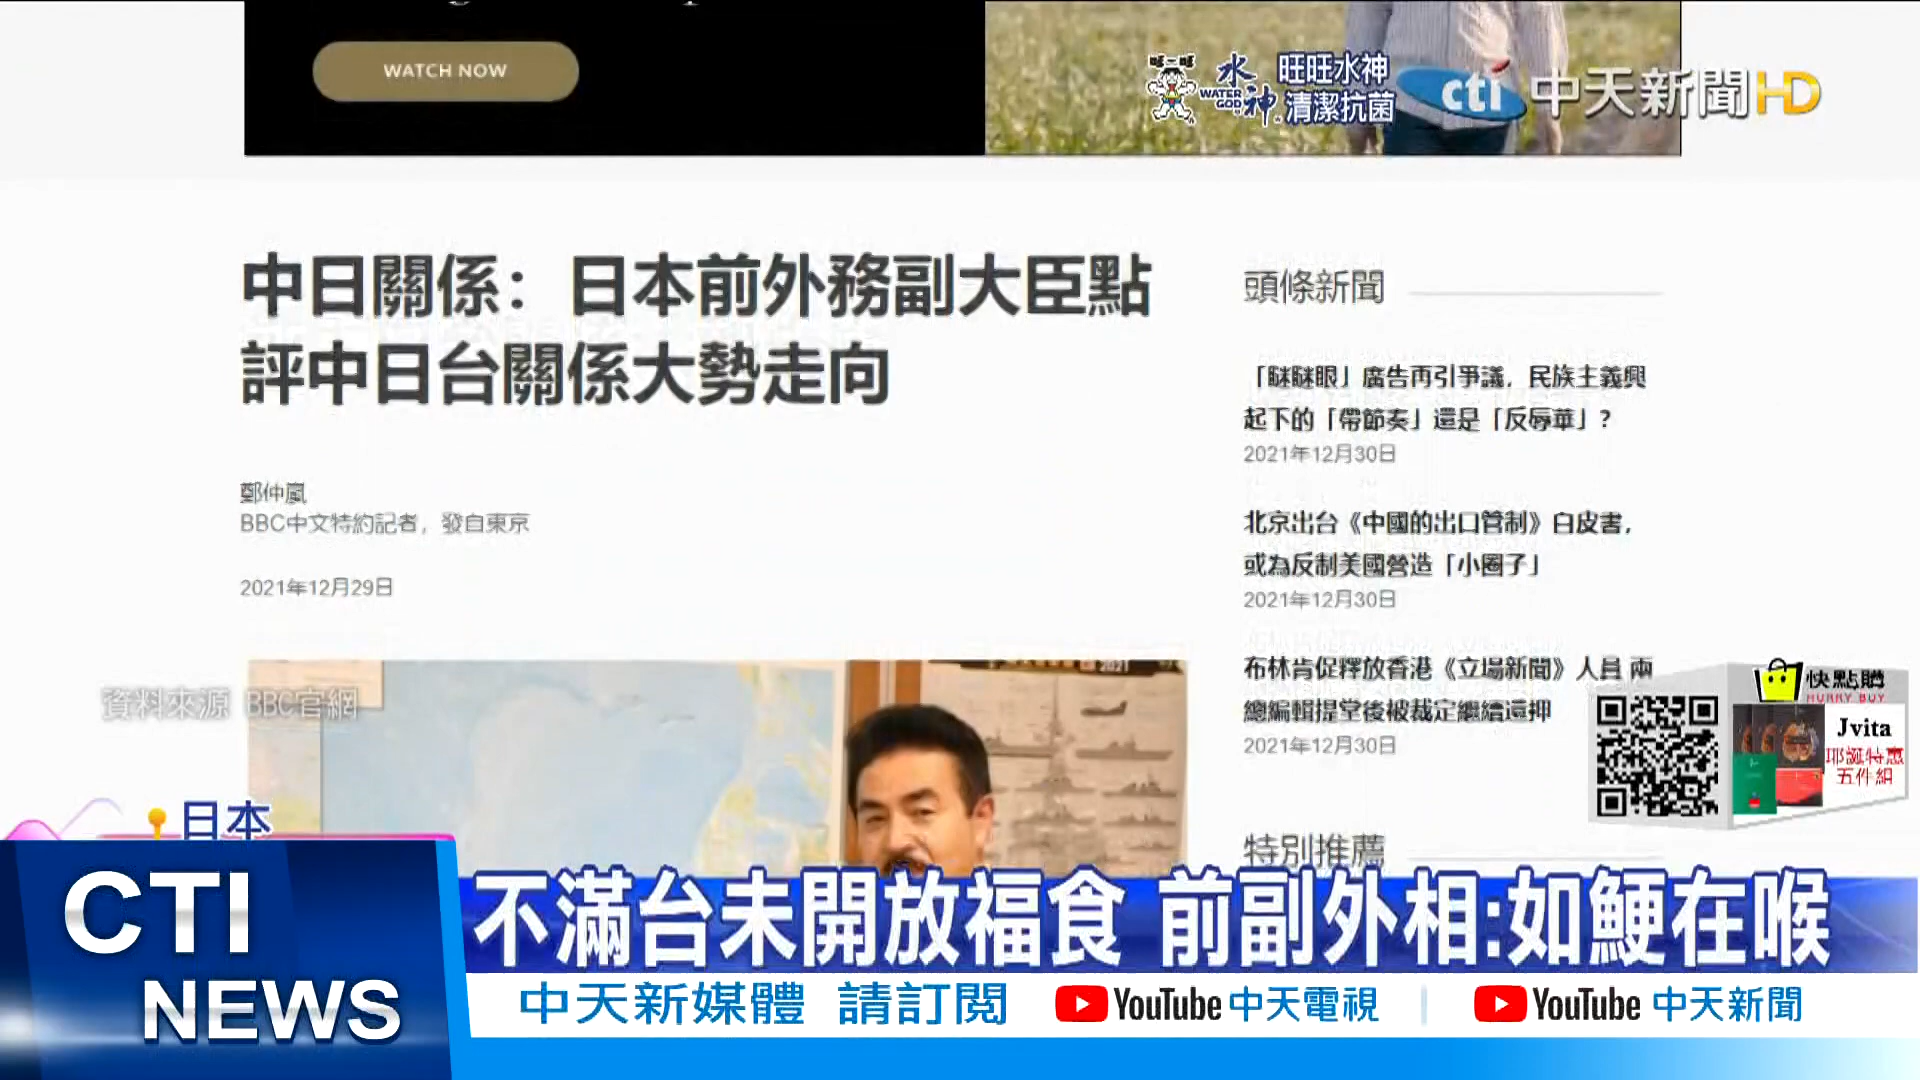 WATCH NOW
水神
WATER GOD
旺旺水神
清潔抗菌
cti 中天新聞HD
中日關係：日本前外務副大臣點
評中日台關係大勢走向
鄭仲嵐
BBC中文特約記者，發自東京
2021年12月29日
頭條新聞
「瞇瞇眼」廣告再引爭議，民族主義興
起下的「帶節奏」還是「反辱華」?
2021年12月30日
北京出台《中國的出口管制》白皮書，
或為反制美國營造「小圈子」
2021年12月30日
布林肯促釋放香港《立場新聞》人員 兩
總編輯提堂後被裁定繼續還押
2021年12月30日
特別推薦
2021
資料來源 BBC官網
快點購
HURRY BUY
Jvita
耶誕特惠
五件組
日本
CTI
NEWS
不滿台未開放福食 前副外相:如鯁在喉
中天新媒體 請訂閱 YouTube 中天電視 | YouTube 中天新聞